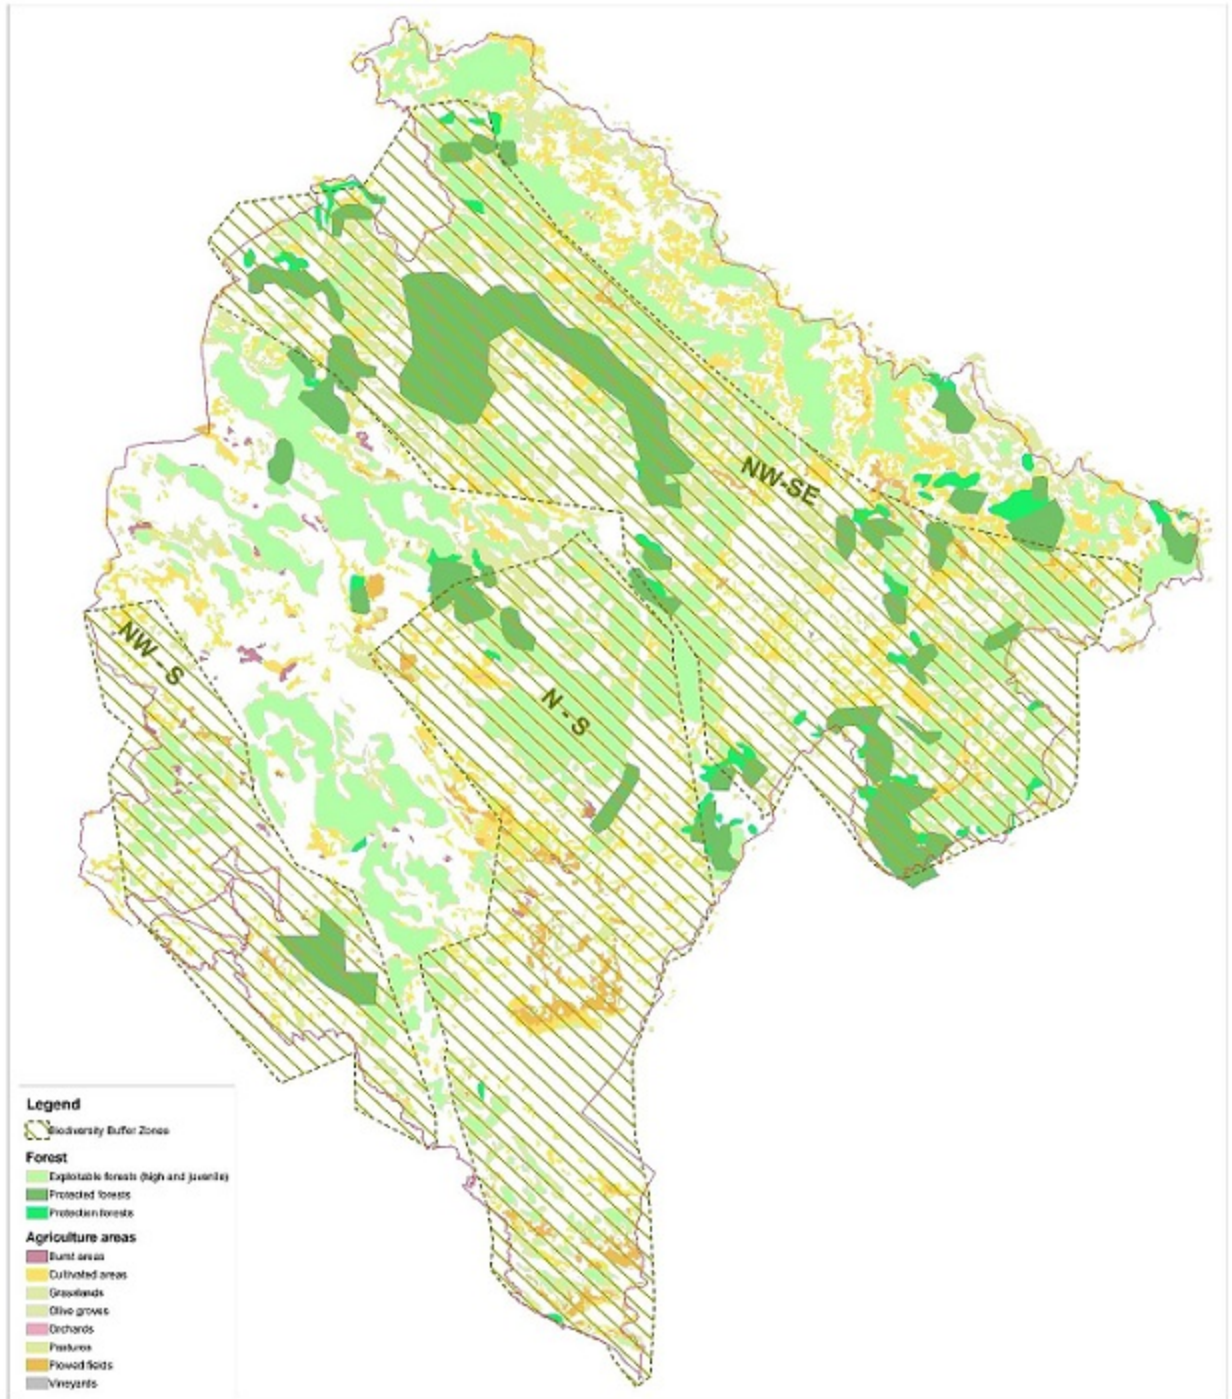 NW-SE
NW - S
N - S
Legend
Biodiversity Buffer Zones
Forest
Exploitable forests (high and juvenile)
Protected forests
Protection forests
Agriculture areas
Burnt areas
Cultivated areas
Grasslands
Olive groves
Orchards
Pastures
Plowed fields
Vineyards